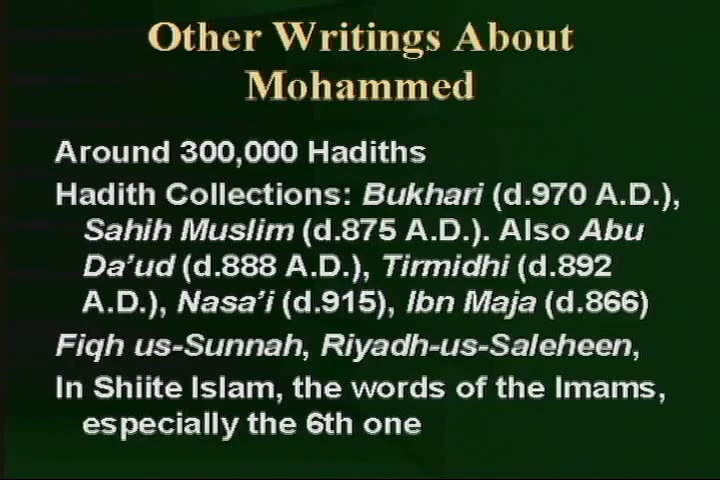 Other Writings About
Mohammed
Around 300,000 Hadiths
Hadith Collections: Bukhari (d.970 A.D.),
Sahih Muslim (d.875 A.D.). Also Abu
Da'ud (d.888 A.D.), Tirmidhi (d.892
A.D.), Nasa'i (d.915), Ibn Maja (d.866)
Fiqh us-Sunnah, Riyadh-us-Saleheen,
In Shiite Islam, the words of the Imams,
especially the 6th one